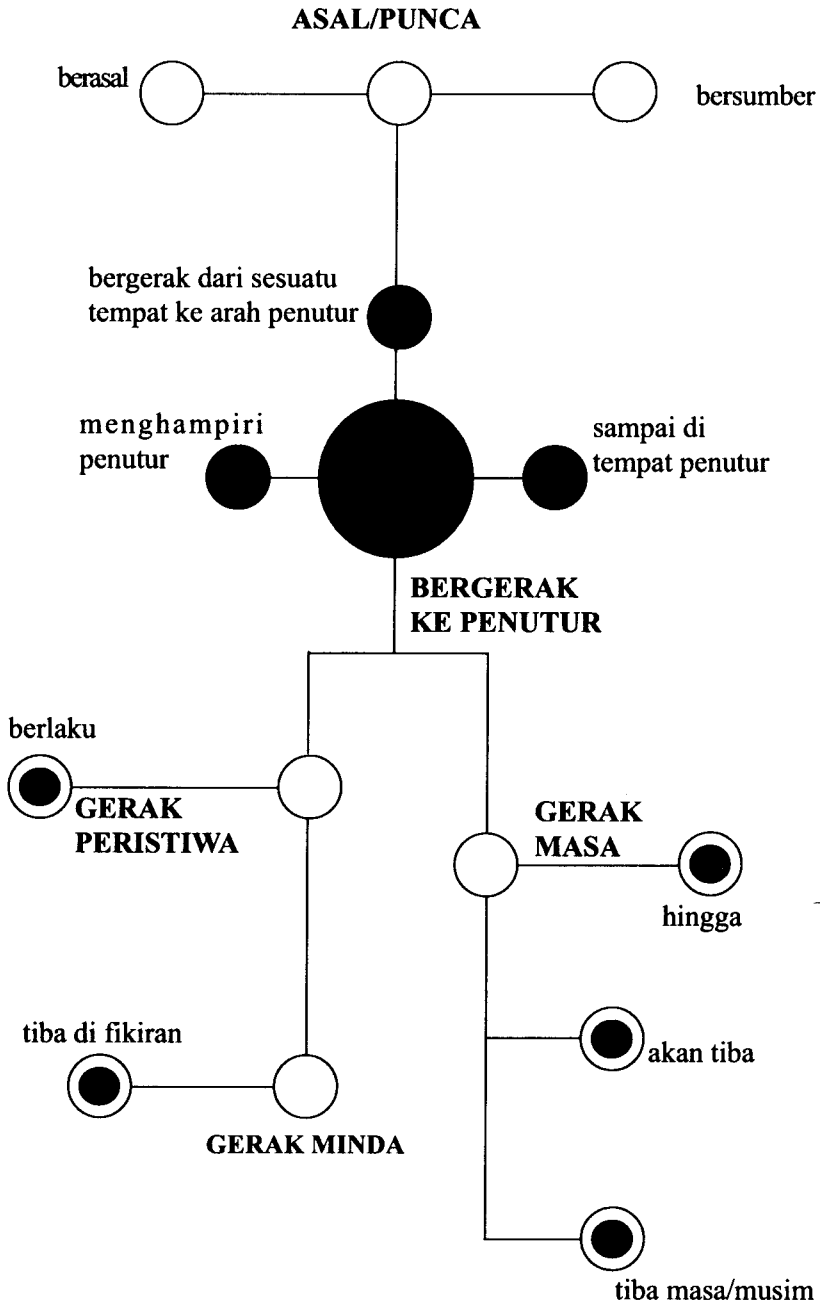 ASAL/PUNCA
berasal
bersumber
bergerak dari sesuatu
tempat ke arah penutur
menghampiri
penutur
sampai di
tempat penutur
BERGERAK
KE PENUTUR
berlaku
GERAK
PERISTIWA
GERAK
MASA
hingga
tiba di fikiran
akan tiba
GERAK MINDA
tiba masa/musim